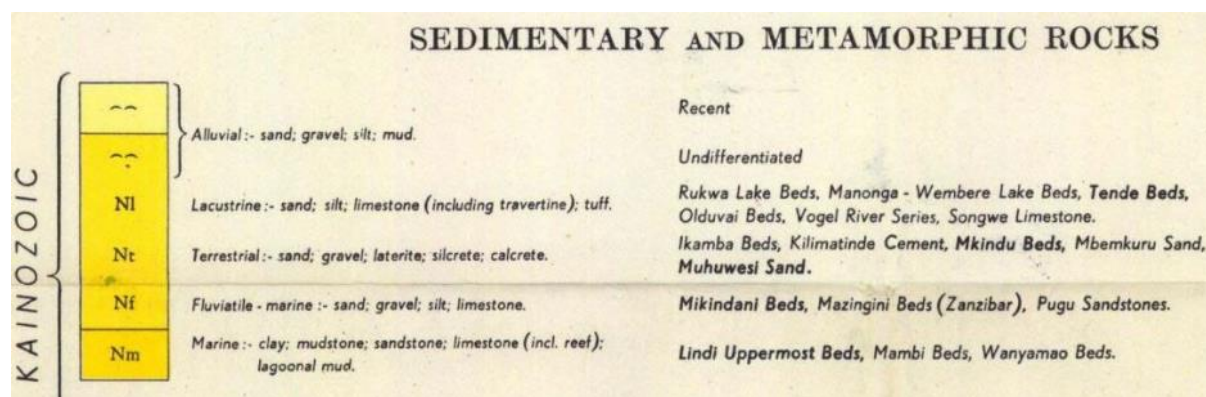 SEDIMENTARY AND METAMORPHIC ROCKS
KAINOZOIC
Recent
Alluvial :- sand; gravel; silt; mud.
Undifferentiated
Nl Lacustrine :- sand; silt; limestone (including travertine); tuff. Rukwa Lake Beds, Manonga - Wembere Lake Beds, Tende Beds,
Olduvai Beds, Vogel River Series, Songwe Limestone.
Nt Terrestrial :- sand; gravel; laterite; silcrete; calcrete. Ikamba Beds, Kilimatinde Cement, Mkindu Beds, Mbemkuru Sand,
Muhuwesi Sand.
Nf Fluviatile - marine :- sand; gravel; silt; limestone. Mikindani Beds, Mazingini Beds (Zanzibar), Pugu Sandstones.
Nm Marine :- clay; mudstone; sandstone; limestone (incl. reef); Lindi Uppermost Beds, Mambi Beds, Wanyamao Beds.
lagoonal mud.